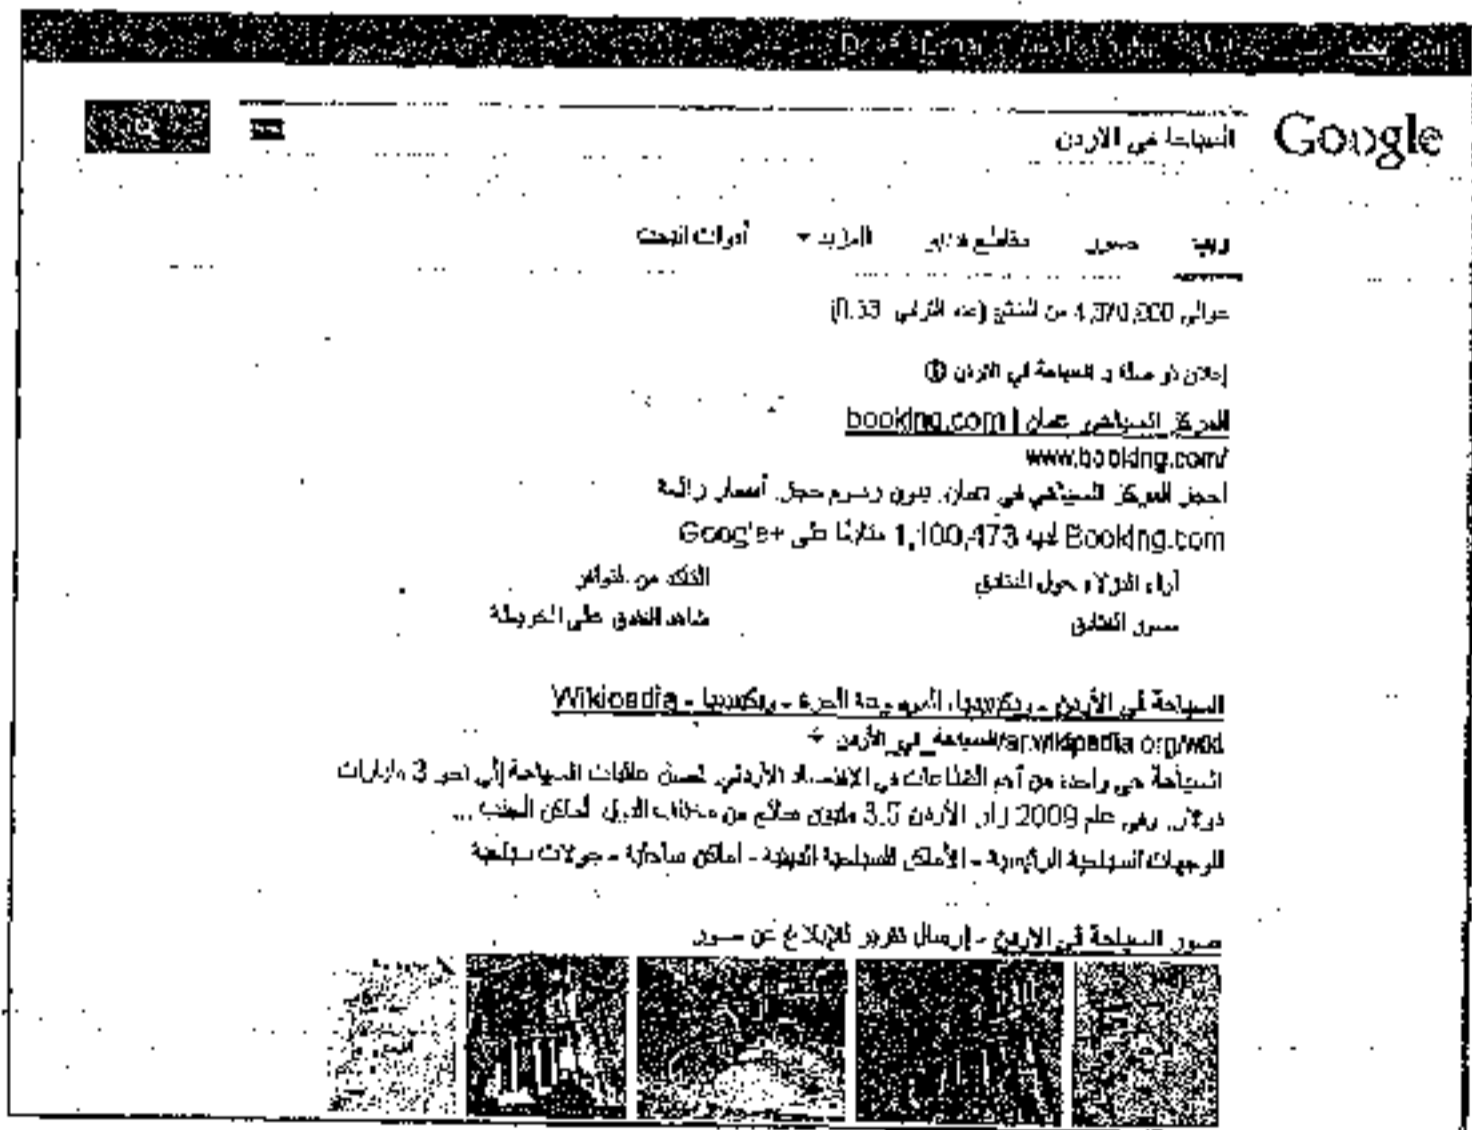 Google
السياحة في الاردن
ويب صور مقاطع فيديو المزيد أدوات البحث
حوالي 4,370,000 من النتائج (عدد الثواني: 0.33)
إعلان ذو صلة بـ السياحة في الاردن
المركز السياحي عمان | booking.com
www.booking.com/
احجز المركز السياحي في عمان. بدون رسوم حجز. أسعار رائعة
Booking.com لديه 1,100,473 متابعًا على Google+
آراء النزلاء حول الفنادق التأكد من التوافر
صور الفنادق شاهد الفندق على الخريطة
السياحة في الأردن - ويكيبيديا، الموسوعة الحرة - ويكيبيديا - Wikipedia
ar.wikipedia.org/wiki/السياحة_في_الأردن
السياحة هي واحدة من أهم القطاعات في الاقتصاد الأردني. تصل عائدات السياحة إلى نحو 3 مليارات
دولار. وفي عام 2009 زار الأردن 3.5 مليون سائح من مختلف الدول. أماكن الجذب ...
الوجهات السياحية الرئيسية - الأماكن السياحية الدينية - أماكن ساحلية - جولات سياحية
صور السياحة في الاردن - إرسال تقرير للإبلاغ عن صور